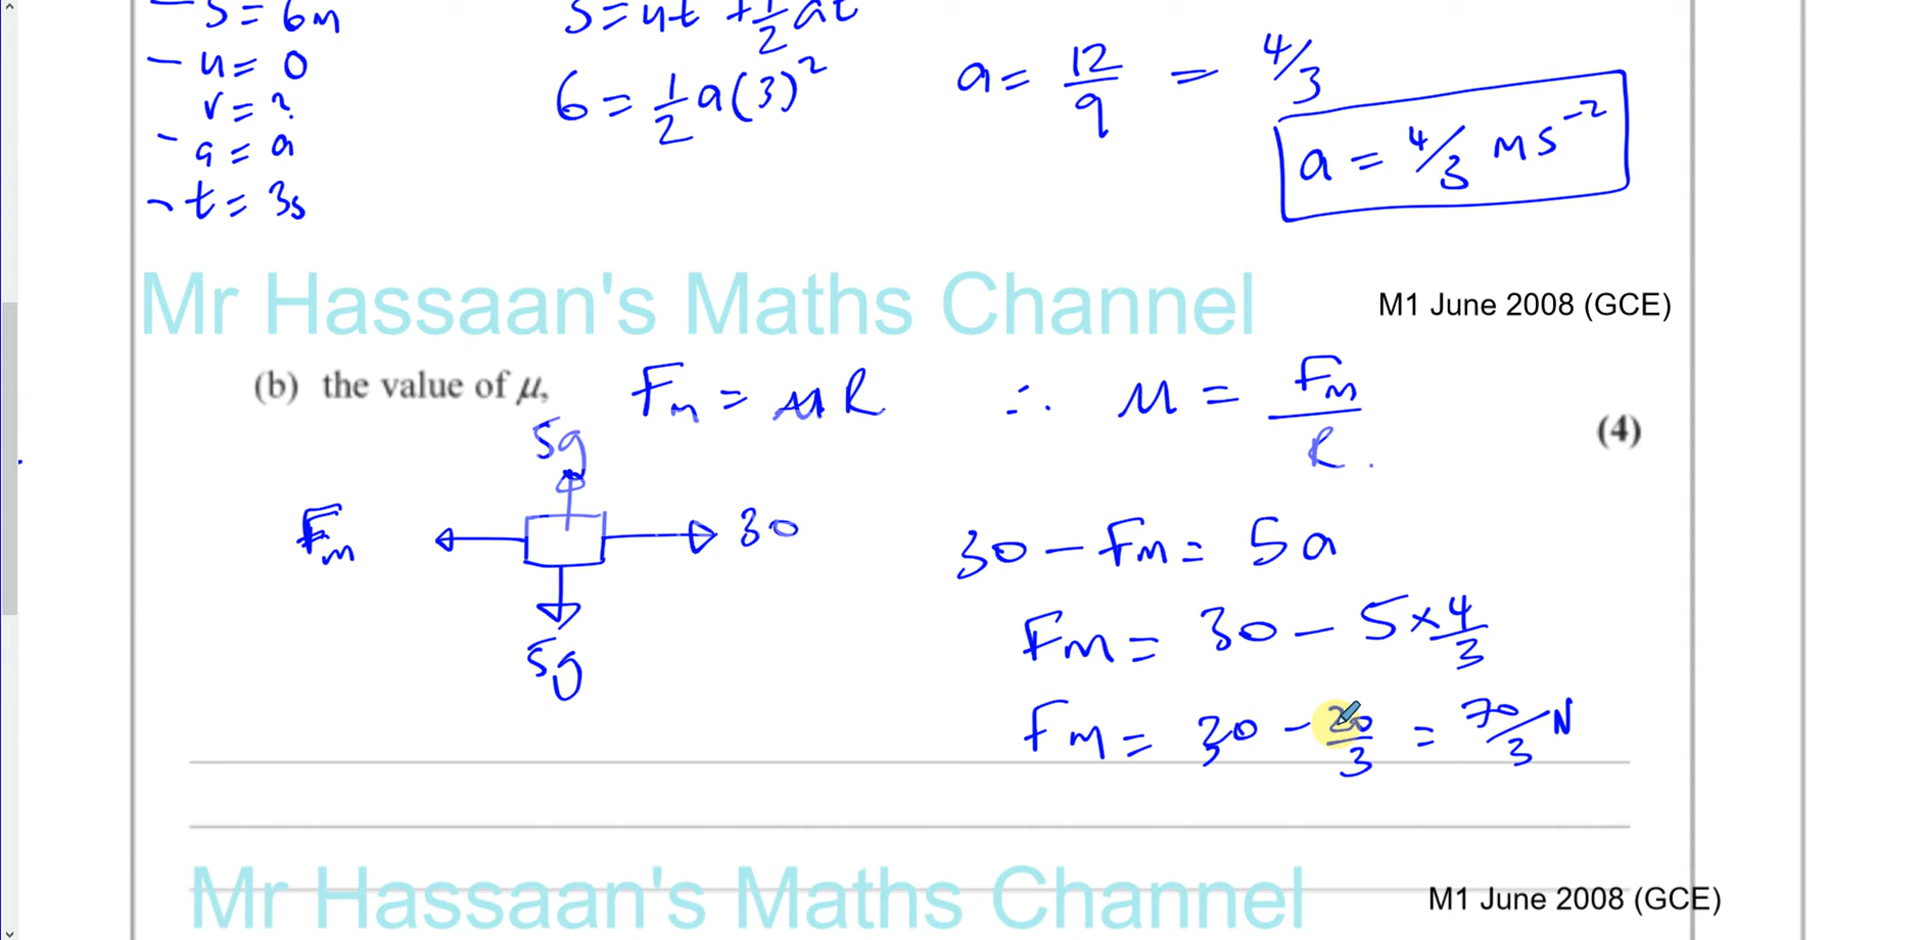 - s = 6m
s = ut + 1/2 at
- u = 0
6 = 1/2 a(3)²
a = 12/9 = 4/3
v = ?
- a = a
a = 4/3 ms⁻²
- t = 3s
Mr Hassaan's Maths Channel
M1 June 2008 (GCE)
(b) the value of μ,
Fm = μR ∴ μ = Fm/R.
(4)
5g
Fm
30
30 - Fm = 5a
5g
Fm = 30 - 5 × 4/3
Fm = 30 - 20/3 = 70/3 N
Mr Hassaan's Maths Channel
M1 June 2008 (GCE)